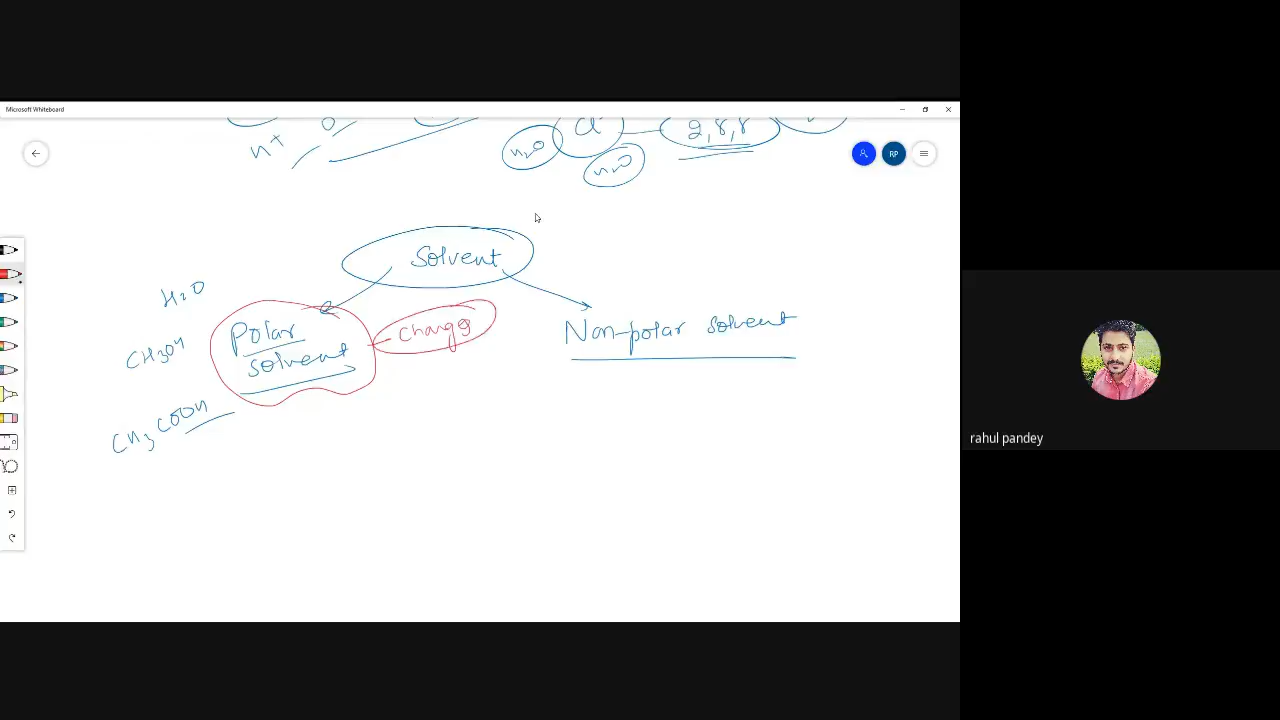 Microsoft Whiteboard
Cl
2,8,8
H2O
H2O
H+
RP
Solvent
H2O
Polar
solvent
Charge
Non-polar solvent
CH3OH
CH3COOH
rahul pandey